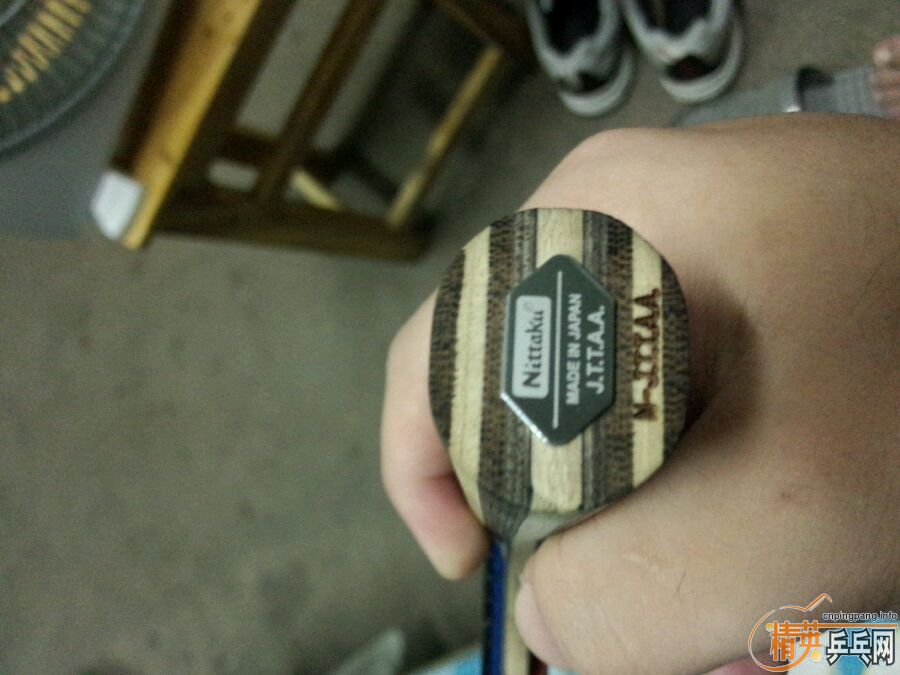 Nittaku®
MADE IN JAPAN
J.T.T.A.A.
N-J.T.T.A.A.
cnpingpang.info
精英乒乓网